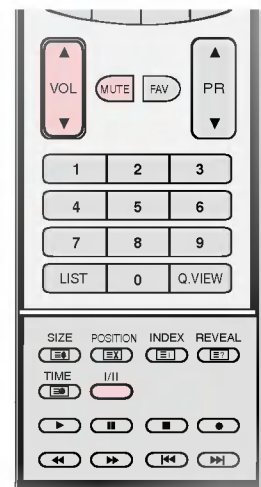 VOL MUTE FAV PR
1 2 3
4 5 6
7 8 9
LIST 0 Q.VIEW
SIZE POSITION INDEX REVEAL
TIME I/II